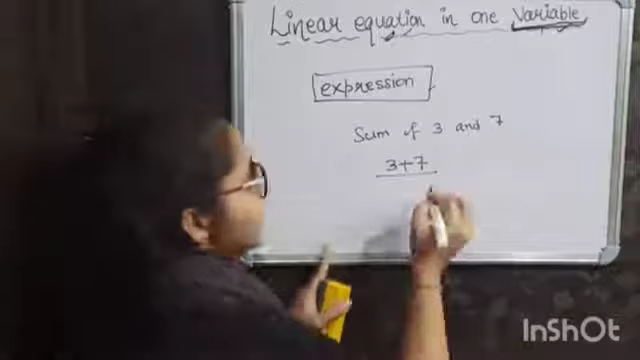 Linear equation in one Variable
expression
Sum of 3 and 7
3+7
InShOt